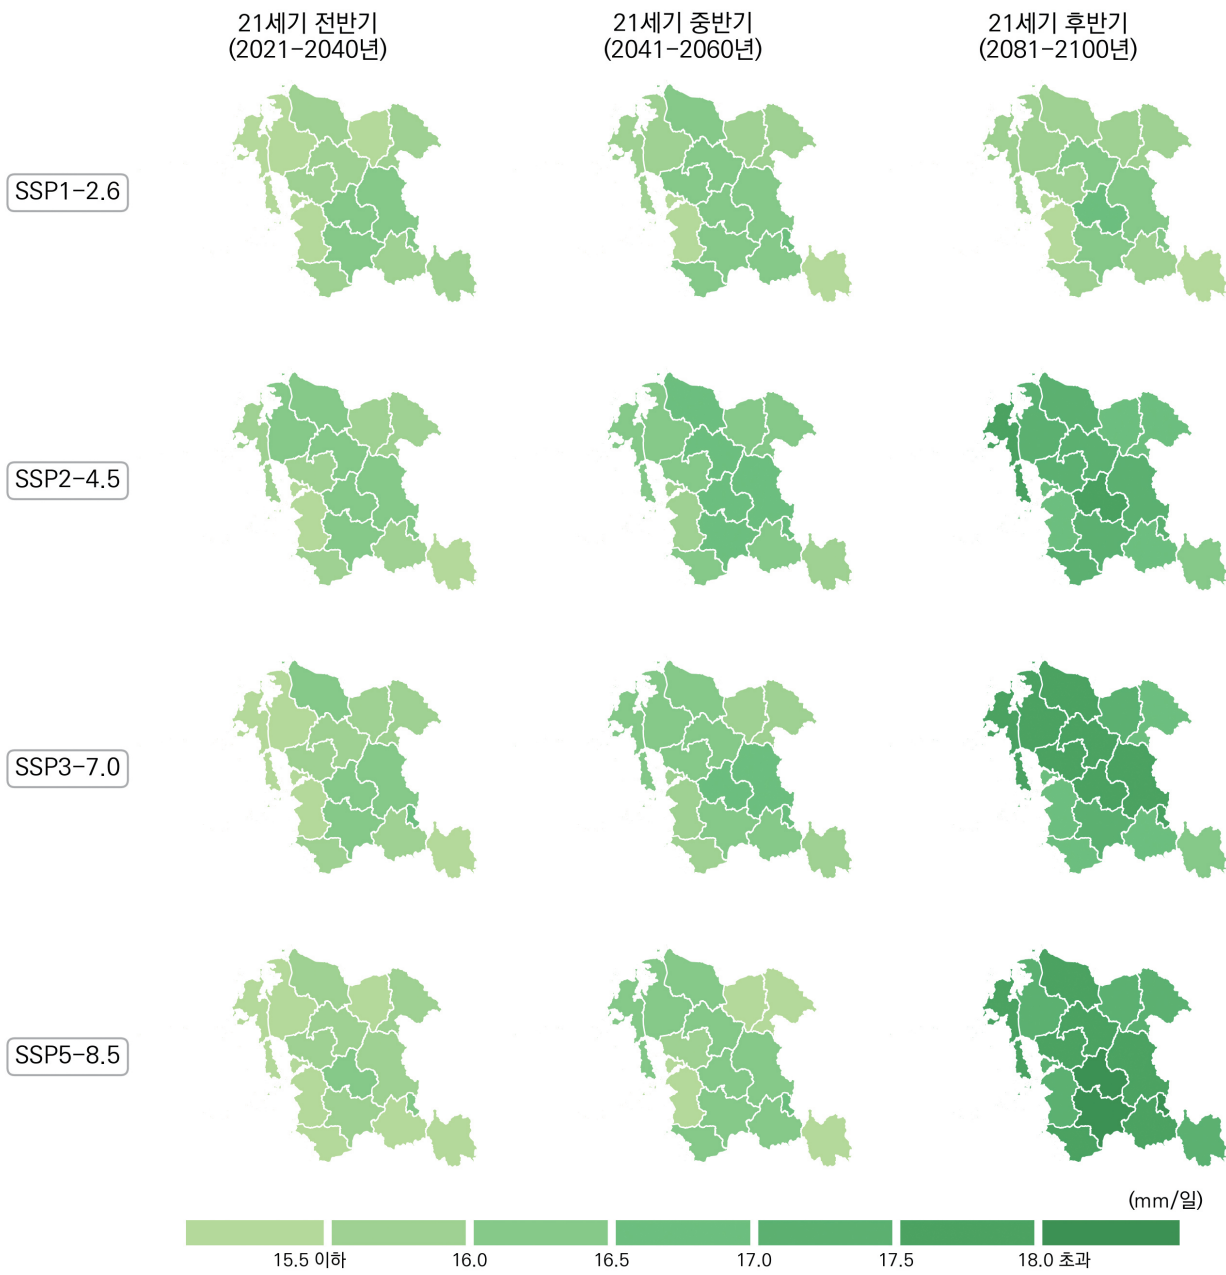 21세기 전반기
(2021-2040년)
21세기 중반기
(2041-2060년)
21세기 후반기
(2081-2100년)
SSP1-2.6
SSP2-4.5
SSP3-7.0
SSP5-8.5
(mm/일)
15.5 이하 16.0 16.5 17.0 17.5 18.0 초과